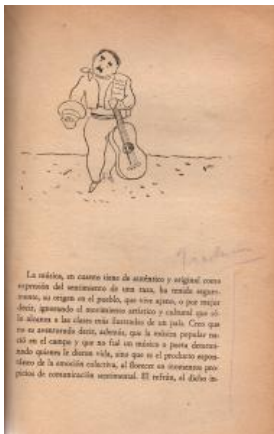 La música, en cuanto tiene de auténtico y original como
expresión del sentimiento de una raza, ha tenido segura-
mente, su origen en el pueblo, que vive ajeno, o por mejor
decir, ignorando el movimiento artístico y cultural que só-
lo alcanza a las clases más ilustradas de un país. Creo que
no es aventurado decir, además, que la música popular na-
ció en el campo y que no fué un músico o poeta determi-
nado quienes le dieron vida, sino que es el producto espon-
táneo de la emoción colectiva, al florecer en momentos pro-
picios de comunicación sentimental. El refrán, el dicho in-